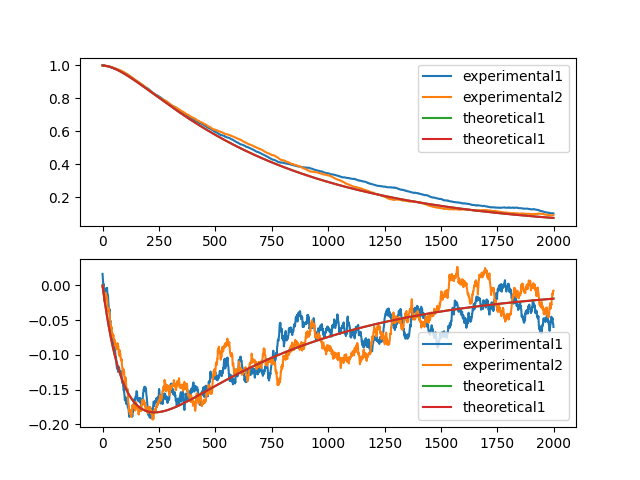 1.0
0.8
0.6
0.4
0.2
experimental1
experimental2
theoretical1
theoretical1
0 250 500 750 1000 1250 1500 1750 2000
0.00
−0.05
−0.10
−0.15
−0.20
experimental1
experimental2
theoretical1
theoretical1
0 250 500 750 1000 1250 1500 1750 2000